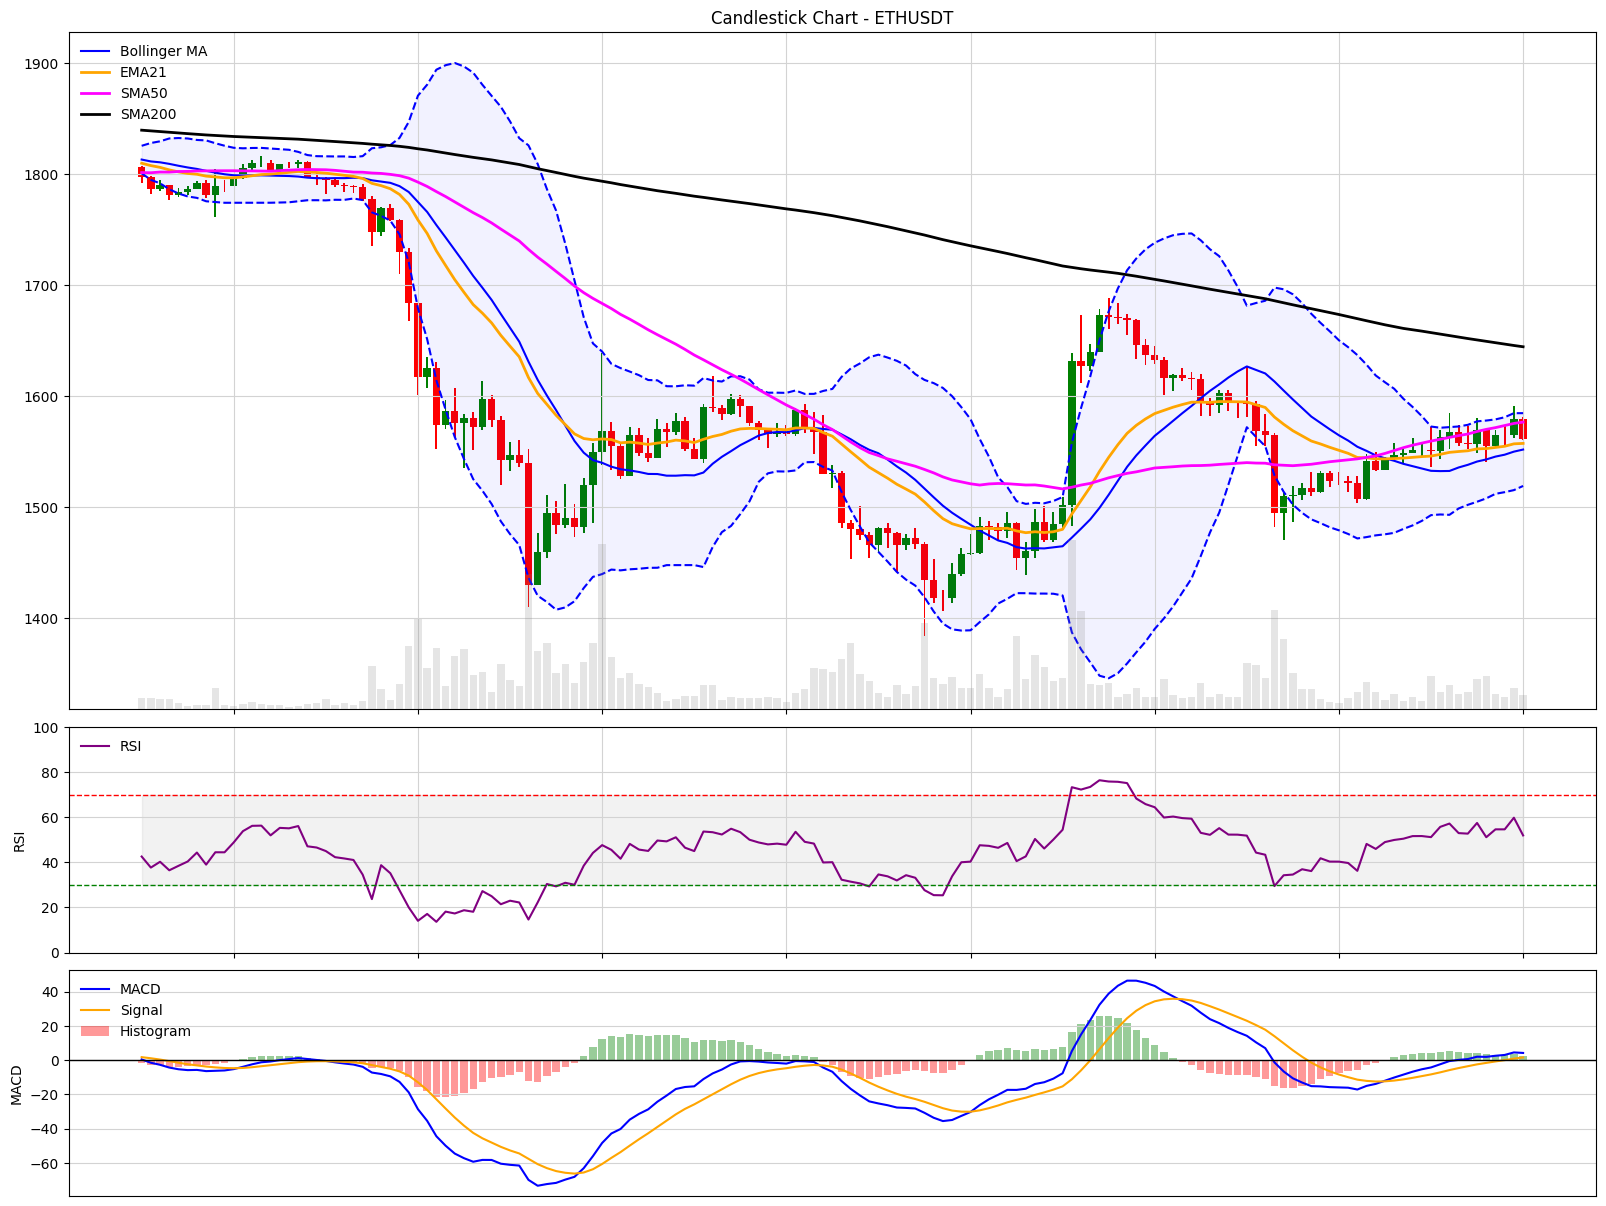 Candlestick Chart - ETHUSDT
Bollinger MA
EMA21
SMA50
SMA200
1900
1800
1700
1600
1500
1400
RSI
100
80
60
40
20
0
RSI
MACD
Signal
Histogram
40
20
0
−20
−40
−60
MACD